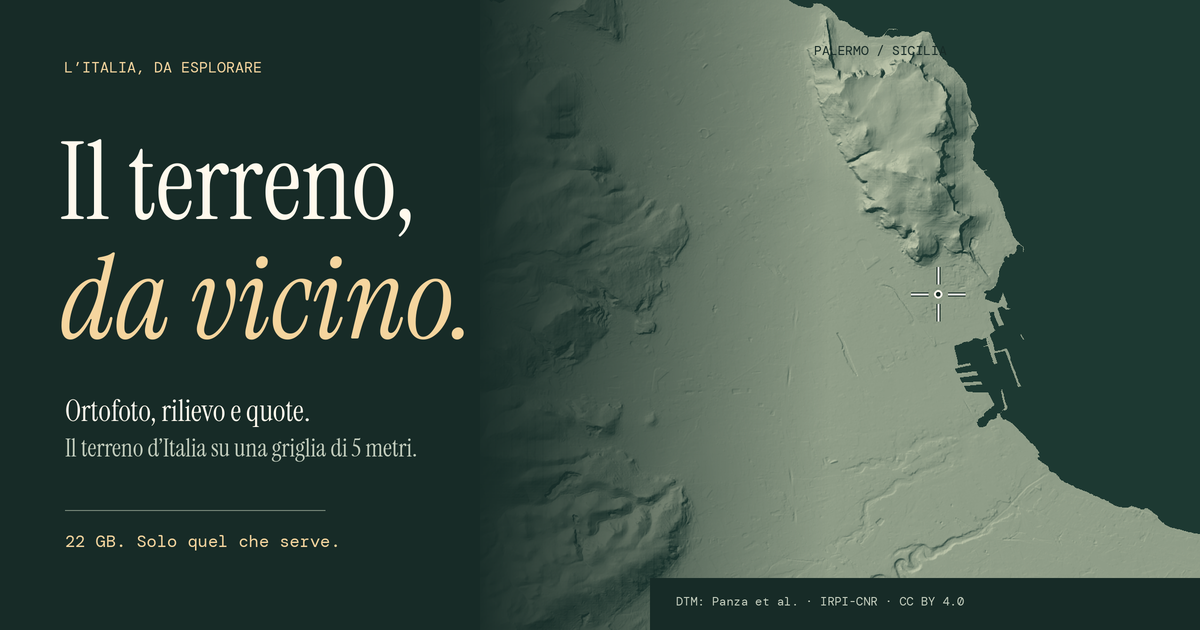 L’ITALIA, DA ESPLORARE
PALERMO / SICILIA
Il terreno,
da vicino.
Ortofoto, rilievo e quote.
Il terreno d’Italia su una griglia di 5 metri.
22 GB. Solo quel che serve.
DTM: Panza et al. · IRPI-CNR · CC BY 4.0